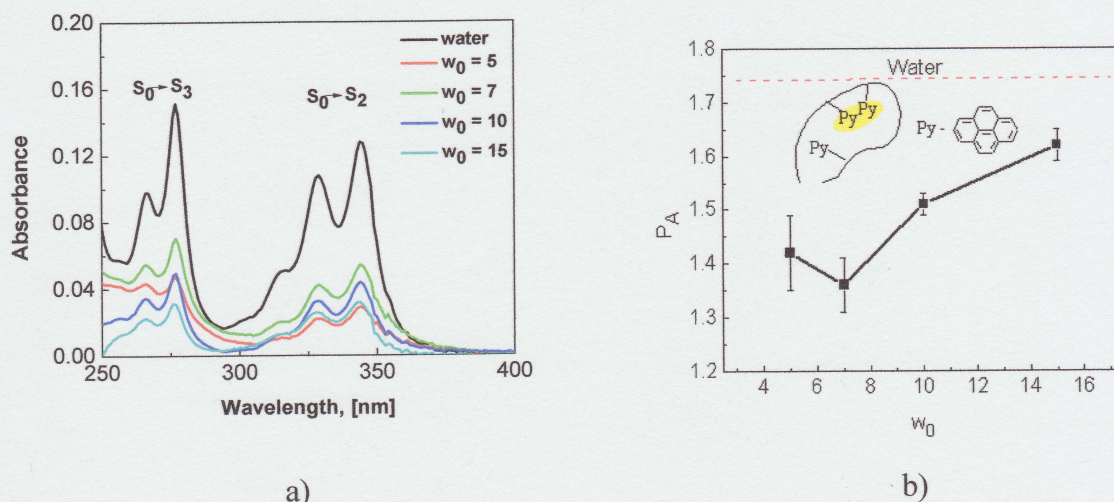 0.20
0.16
0.12
0.08
0.04
0.00
250
300
350
400
Absorbance
Wavelength, [nm]
S0→S3
S0→S2
water
w0 = 5
w0 = 7
w0 = 10
w0 = 15
a)
1.8
1.7
1.6
1.5
1.4
1.3
1.2
4
6
8
10
12
14
16
PA
w0
Water
Py Py
Py
Py -
b)